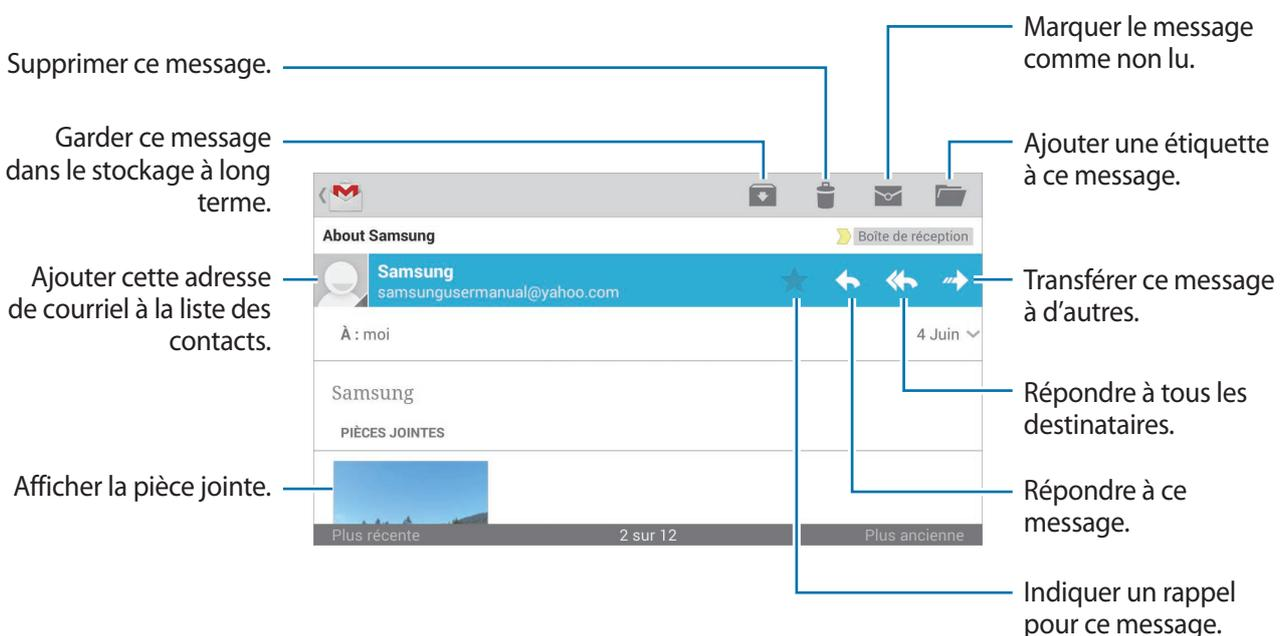 Supprimer ce message.
Garder ce message
dans le stockage à long
terme.
Ajouter cette adresse
de courriel à la liste des
contacts.
Afficher la pièce jointe.
About Samsung
Boîte de réception
Samsung
samsungusermanual@yahoo.com
À : moi
4 Juin
Samsung
PIÈCES JOINTES
Plus récente
2 sur 12
Plus ancienne
Marquer le message
comme non lu.
Ajouter une étiquette
à ce message.
Transférer ce message
à d’autres.
Répondre à tous les
destinataires.
Répondre à ce
message.
Indiquer un rappel
pour ce message.